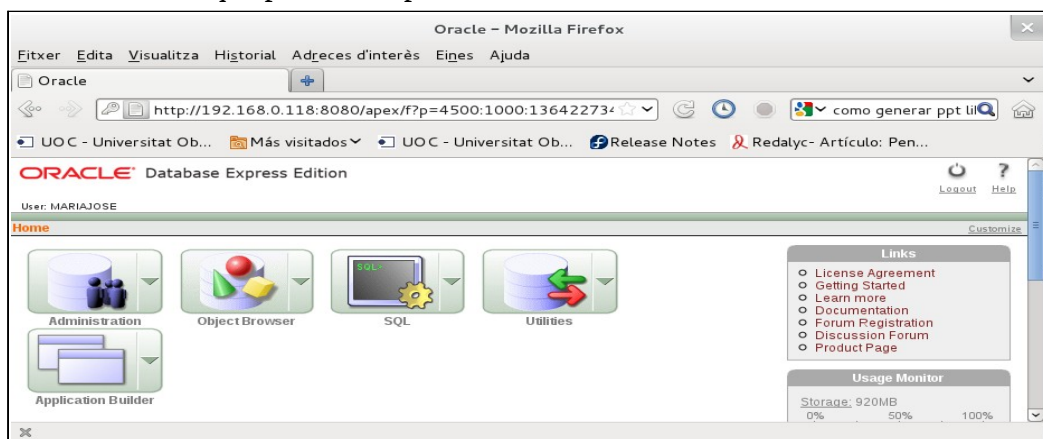 Oracle – Mozilla Firefox
Fitxer Edita Visualitza Historial Adreces d'interès Eines Ajuda
Oracle
http://192.168.0.118:8080/apex/f?p=4500:1000:13642273
como generar ppt
UOC - Universitat Ob... Más visitados UOC - Universitat Ob... Release Notes Redalyc- Artículo: Pen...
ORACLE Database Express Edition
Logout Help
User: MARIAJOSE
Home
Customize
Administration Object Browser SQL Utilities
SQL>
Application Builder
Links
License Agreement
Getting Started
Learn more
Documentation
Forum Registration
Discussion Forum
Product Page
Usage Monitor
Storage: 920MB
0% 50% 100%